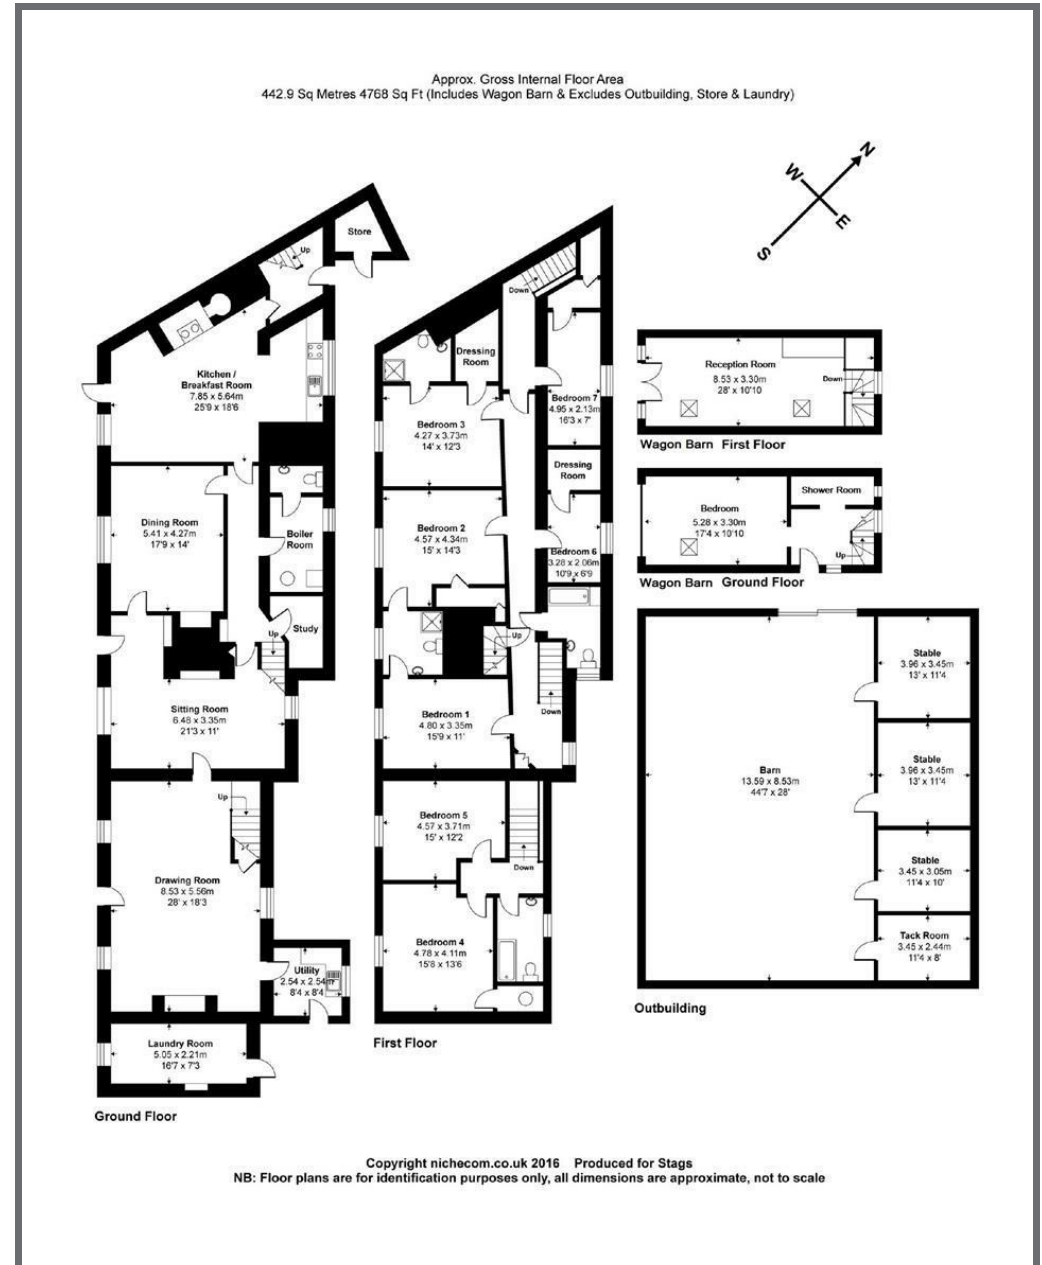 Approx. Gross Internal Floor Area
442.9 Sq Metres 4768 Sq Ft (Includes Wagon Barn & Excludes Outbuilding, Store & Laundry)
N
W
E
S
Store
Up
Kitchen /
Breakfast Room
7.85 x 5.64m
25'9 x 18'6
Dining Room
5.41 x 4.27m
17'9 x 14'
Boiler
Room
Study
Up
Sitting Room
6.48 x 3.35m
21'3 x 11'
Up
Drawing Room
8.53 x 5.56m
28' x 18'3
Utility
2.54 x 2.54m
8'4 x 8'4
Laundry Room
5.05 x 2.21m
16'7 x 7'3
Ground Floor
Down
Dressing
Room
Bedroom 3
4.27 x 3.73m
14' x 12'3
Bedroom 7
4.95 x 2.13m
16'3 x 7'
Dressing
Room
Bedroom 2
4.57 x 4.34m
15' x 14'3
Bedroom 6
3.28 x 2.06m
10'9 x 6'9
Up
Bedroom 1
4.80 x 3.35m
15'9 x 11'
Down
Bedroom 5
4.57 x 3.71m
15' x 12'2
Down
Bedroom 4
4.78 x 4.11m
15'8 x 13'6
First Floor
Reception Room
8.53 x 3.30m
28' x 10'10
Down
Wagon Barn First Floor
Shower Room
Bedroom
5.28 x 3.30m
17'4 x 10'10
Up
Wagon Barn Ground Floor
Stable
3.96 x 3.45m
13' x 11'4
Stable
3.96 x 3.45m
13' x 11'4
Barn
13.59 x 8.53m
44'7 x 28'
Stable
3.45 x 3.05m
11'4 x 10'
Tack Room
3.45 x 2.44m
11'4 x 8'
Outbuilding
Copyright nichecom.co.uk 2016 Produced for Stags
NB: Floor plans are for identification purposes only, all dimensions are approximate, not to scale